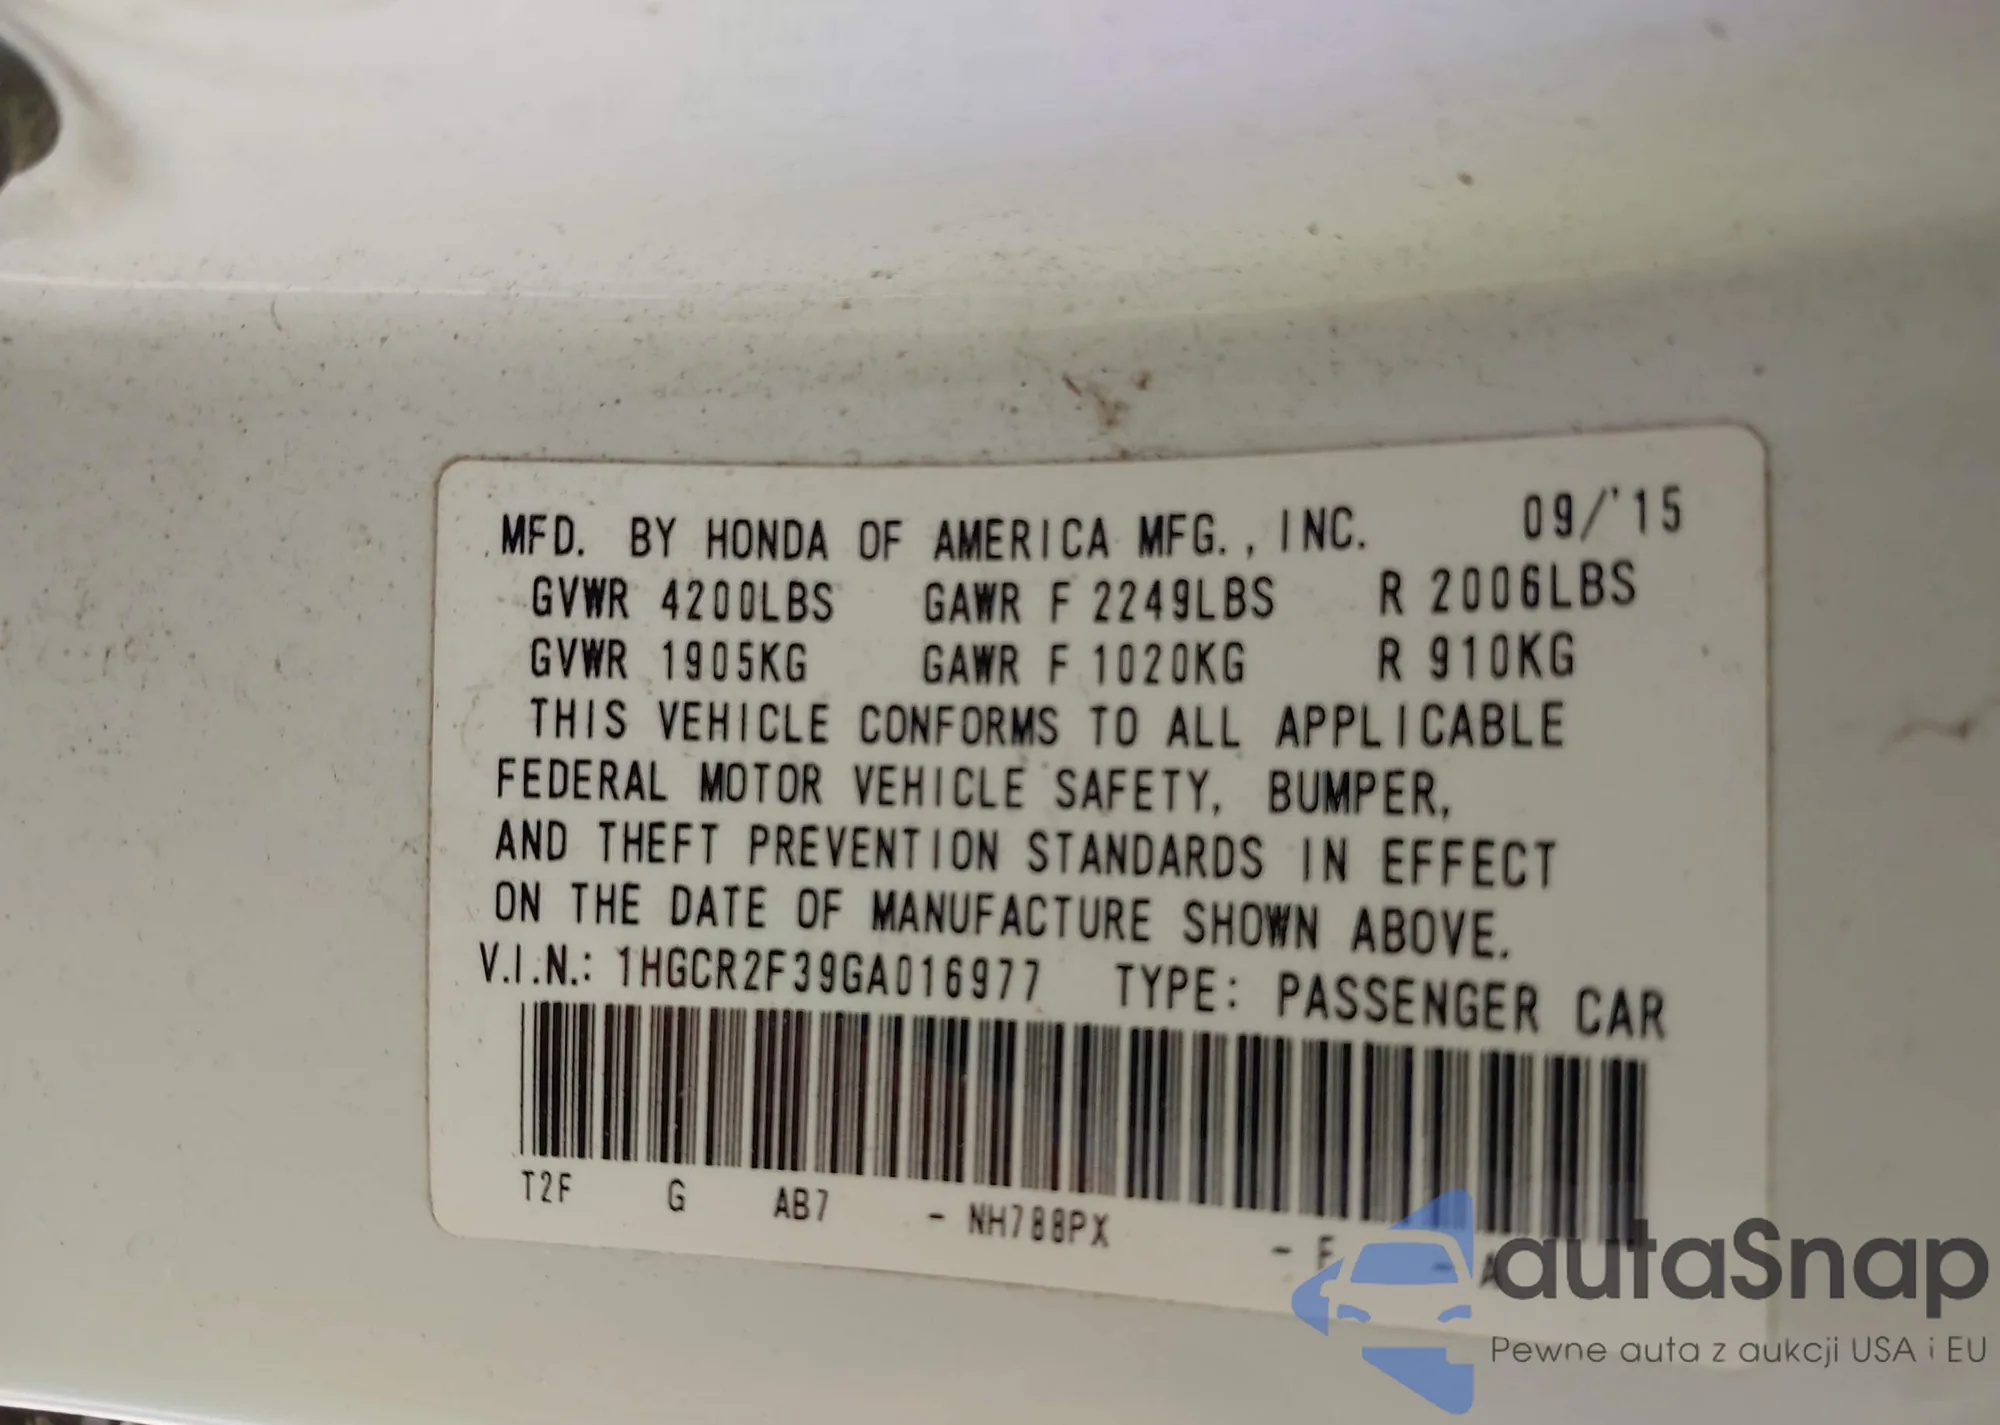 MFD. BY HONDA OF AMERICA MFG., INC. 09/'15
GVWR 4200LBS GAWR F 2249LBS R 2006LBS
GVWR 1905KG GAWR F 1020KG R 910KG
THIS VEHICLE CONFORMS TO ALL APPLICABLE
FEDERAL MOTOR VEHICLE SAFETY, BUMPER,
AND THEFT PREVENTION STANDARDS IN EFFECT
ON THE DATE OF MANUFACTURE SHOWN ABOVE.
V.I.N.: 1HGCR2F39GA016977 TYPE: PASSENGER CAR
T2F G AB7 - NH788PX -
autaSnap
Pewne auta z aukcji USA i EU